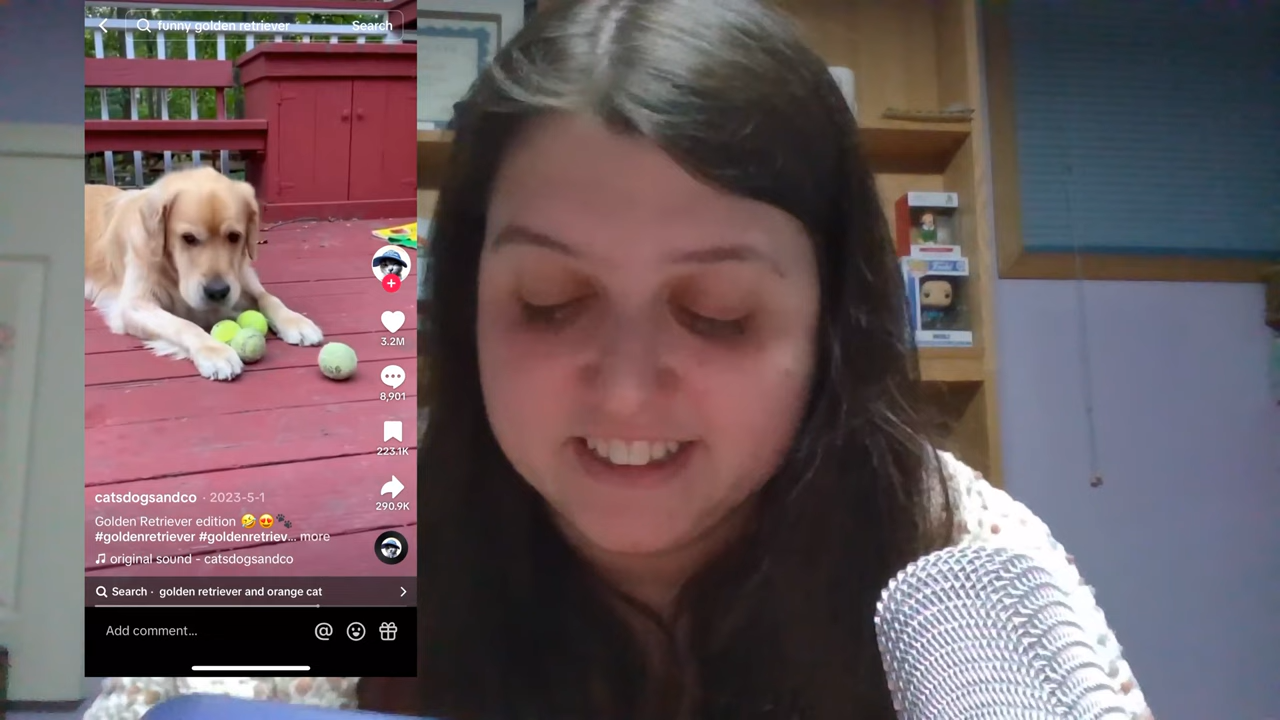 funny golden retriever
Search
3.2M
8,901
223.1K
290.9K
catsdogsandco · 2023-5-1
Golden Retriever edition 🤣😍🐾
#goldenretriever #goldenretriev... more
original sound - catsdogsandco
Search · golden retriever and orange cat
Add comment...